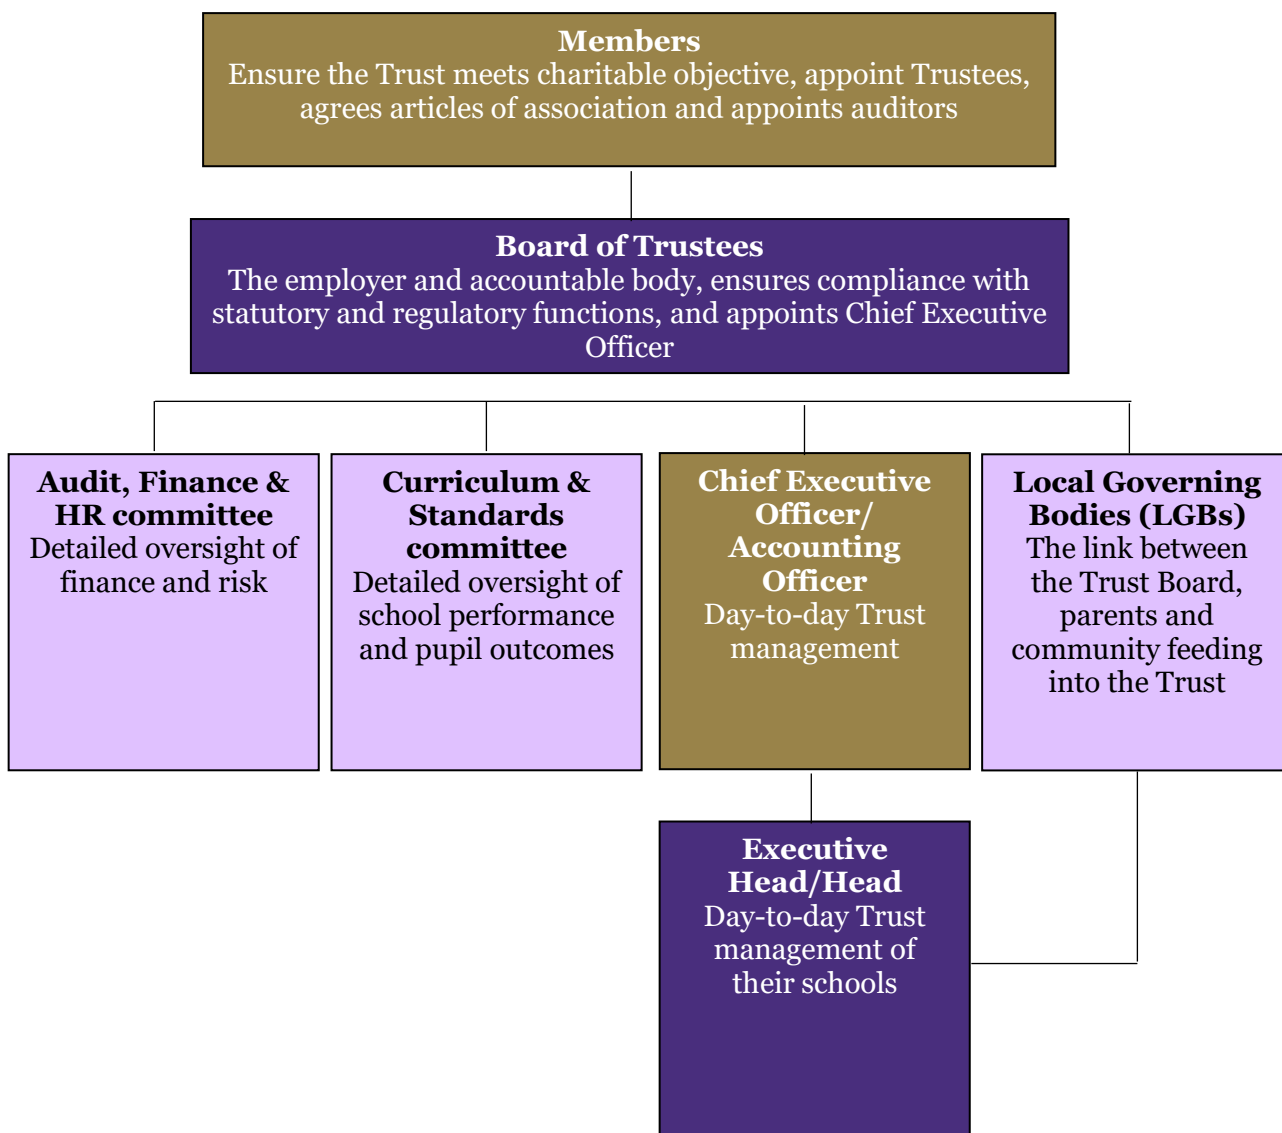 Members
Ensure the Trust meets charitable objective, appoint Trustees,
agrees articles of association and appoints auditors
Board of Trustees
The employer and accountable body, ensures compliance with
statutory and regulatory functions, and appoints Chief Executive
Officer
Audit, Finance &
HR committee
Detailed oversight of
finance and risk
Curriculum &
Standards
committee
Detailed oversight of
school performance
and pupil outcomes
Chief Executive
Officer/
Accounting
Officer
Day-to-day Trust
management
Local Governing
Bodies (LGBs)
The link between
the Trust Board,
parents and
community feeding
into the Trust
Executive
Head/Head
Day-to-day Trust
management of
their schools